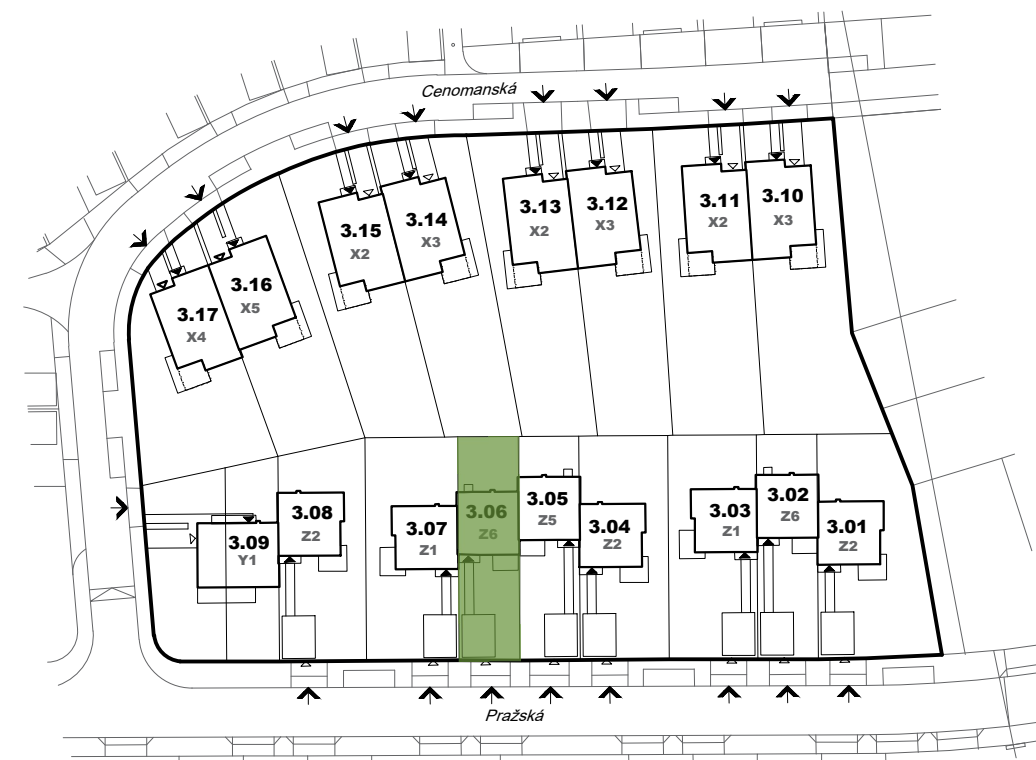 Cenomanská
3.10
X3
3.11
X2
3.12
X3
3.13
X2
3.14
X3
3.15
X2
3.16
X5
3.17
X4
3.09
Y1
3.08
Z2
3.07
Z1
3.06
Z6
3.05
Z5
3.04
Z2
3.03
Z1
3.02
Z6
3.01
Z2
Pražská